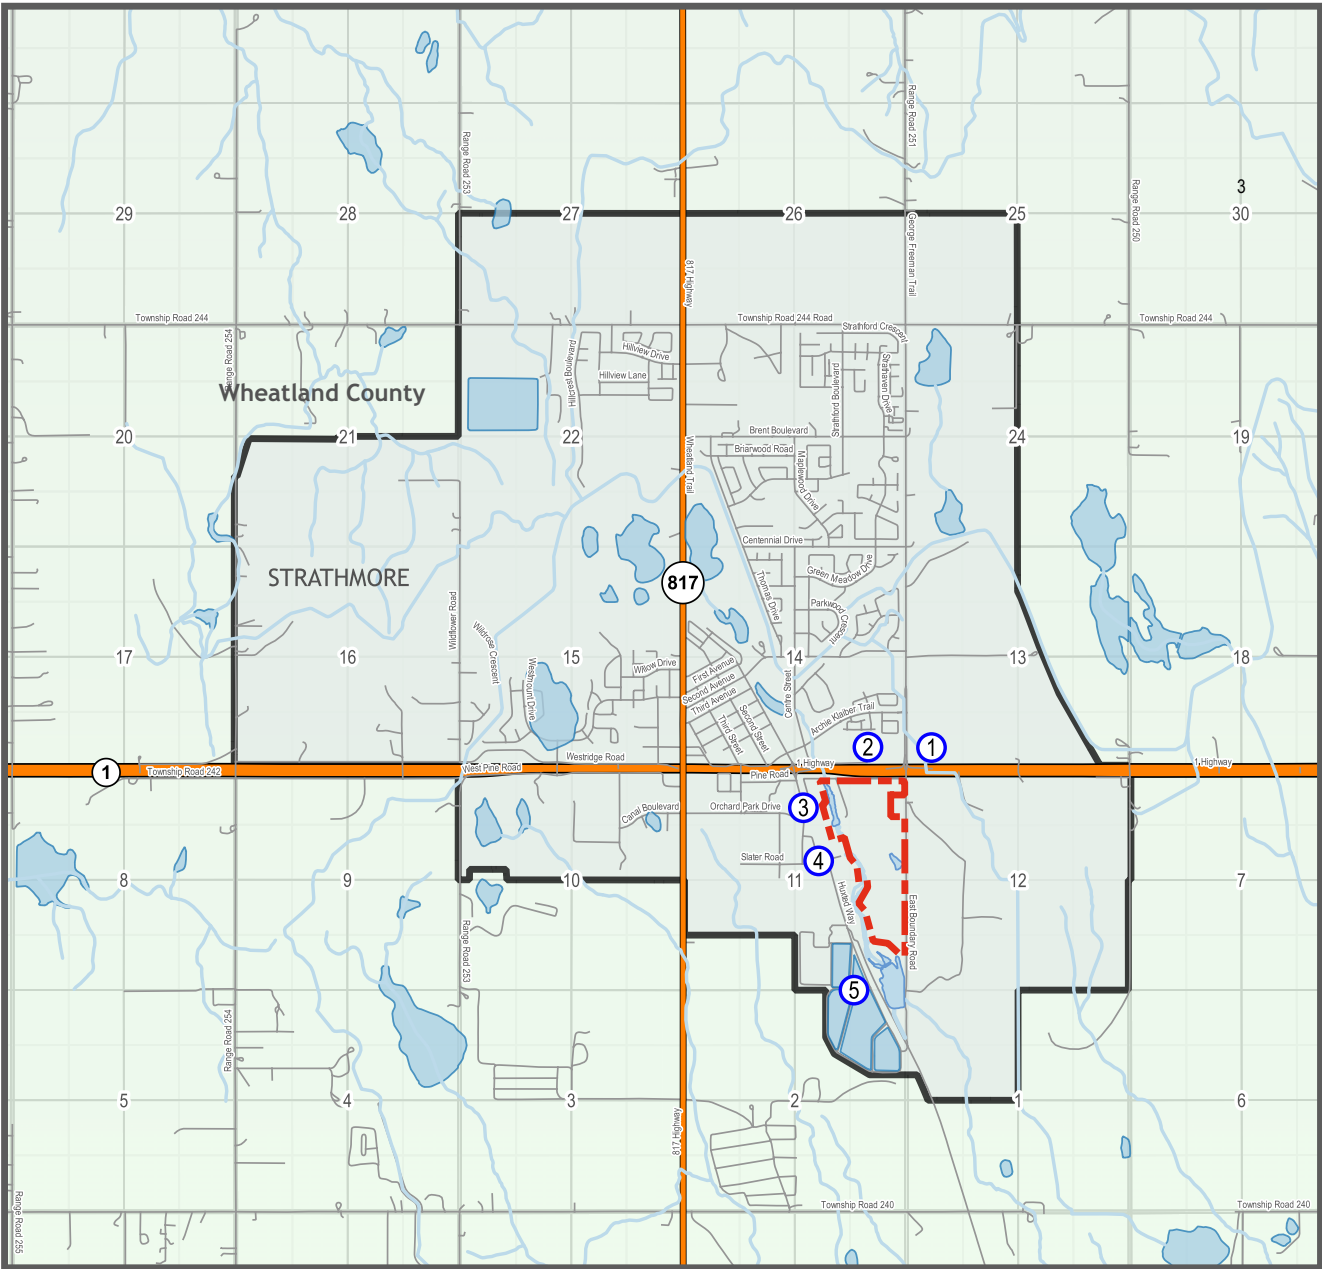 Range Road 251
Range Road 253
3
Range Road 250
29
28
27
26
25
30
George Freeman Trail
817 Highway
Township Road 244
Township Road 244 Road
Township Road 244
Strathford Crescent
Range Road 254
Hillview Drive
Hillcrest Boulevard
Hillview Lane
Strathaven Drive
Strathford Boulevard
Wheatland County
20
21
22
Brent Boulevard
24
19
Wheatland Trail
Briarwood Road
Maplewood Drive
Centennial Drive
Green Meadow Drive
STRATHMORE
817
Thomas Drive
Parkwood Crescent
Wildflower Road
Wildrose Crescent
17
16
15
Willow Drive
14
13
18
First Avenue
Second Avenue
Third Avenue
Westmount Drive
Centre Street
Second Street
Third Street
Archie Klaiber Trail
2
1
Westridge Road
1 Highway
1 Highway
1
Township Road 242
West Pine Road
Pine Road
Canal Boulevard
Orchard Park Drive
3
Slater Road
4
8
9
10
11
12
7
Huxted Way
East Boundary Road
Range Road 253
5
Range Road 254
5
4
3
2
1
6
817 Highway
Township Road 240
Township Road 240
Range Road 255